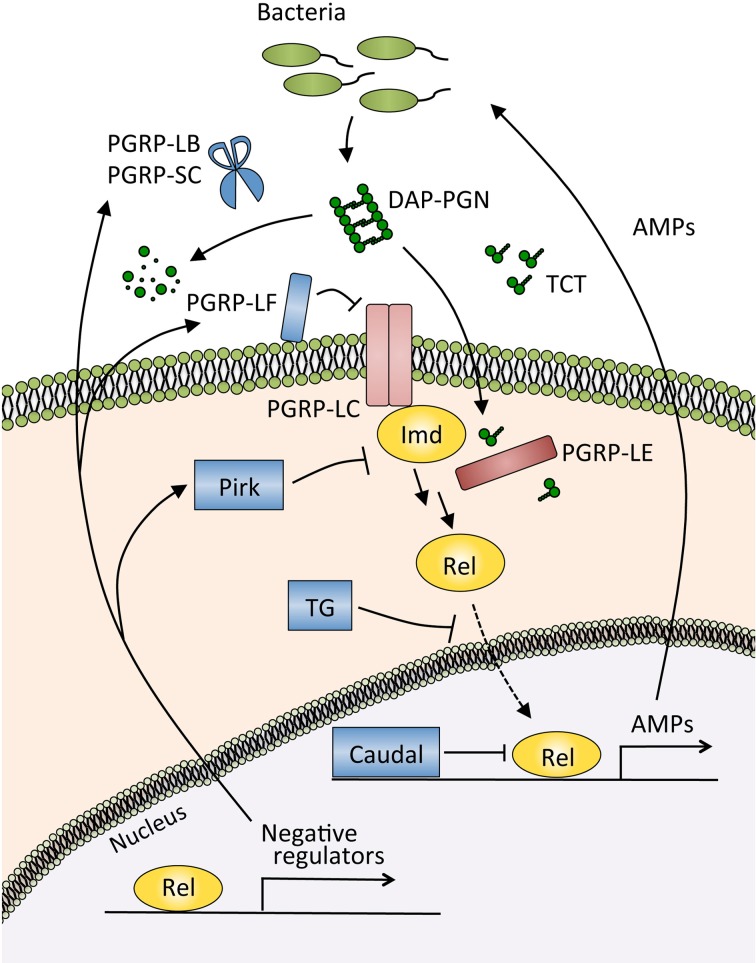 Bacteria
PGRP-LB
PGRP-SC
DAP-PGN
AMPs
TCT
PGRP-LF
PGRP-LC
Imd
PGRP-LE
Pirk
Rel
TG
AMPs
Caudal
Rel
Nucleus
Negative
regulators
Rel